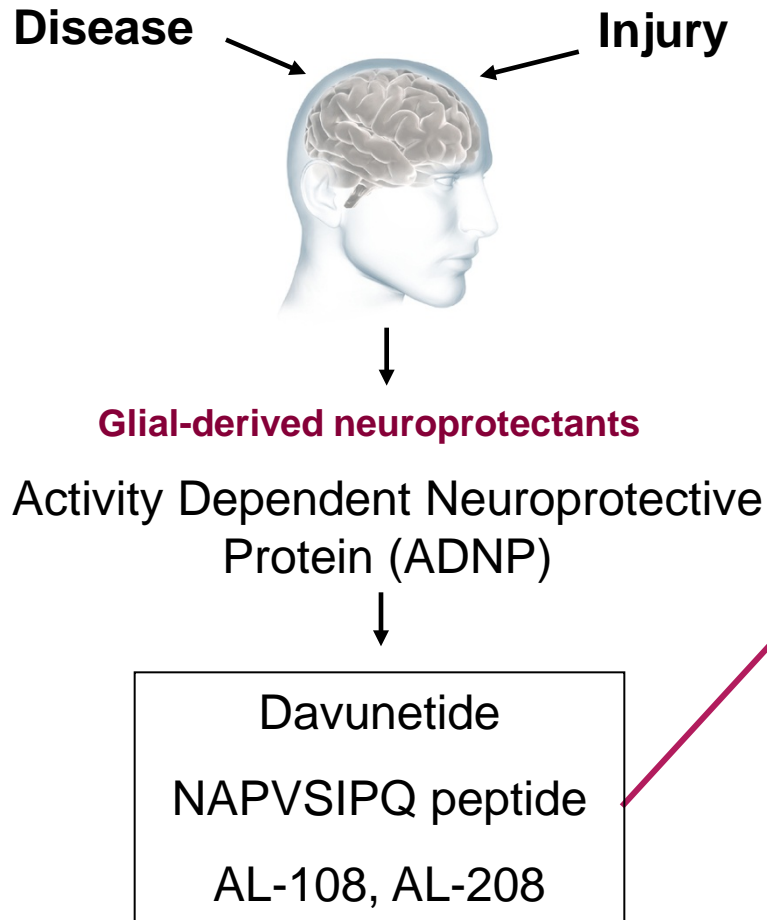 Disease
Injury
Glial-derived neuroprotectants
Activity Dependent Neuroprotective
Protein (ADNP)
Davunetide
NAPVSIPQ peptide
AL-108, AL-208